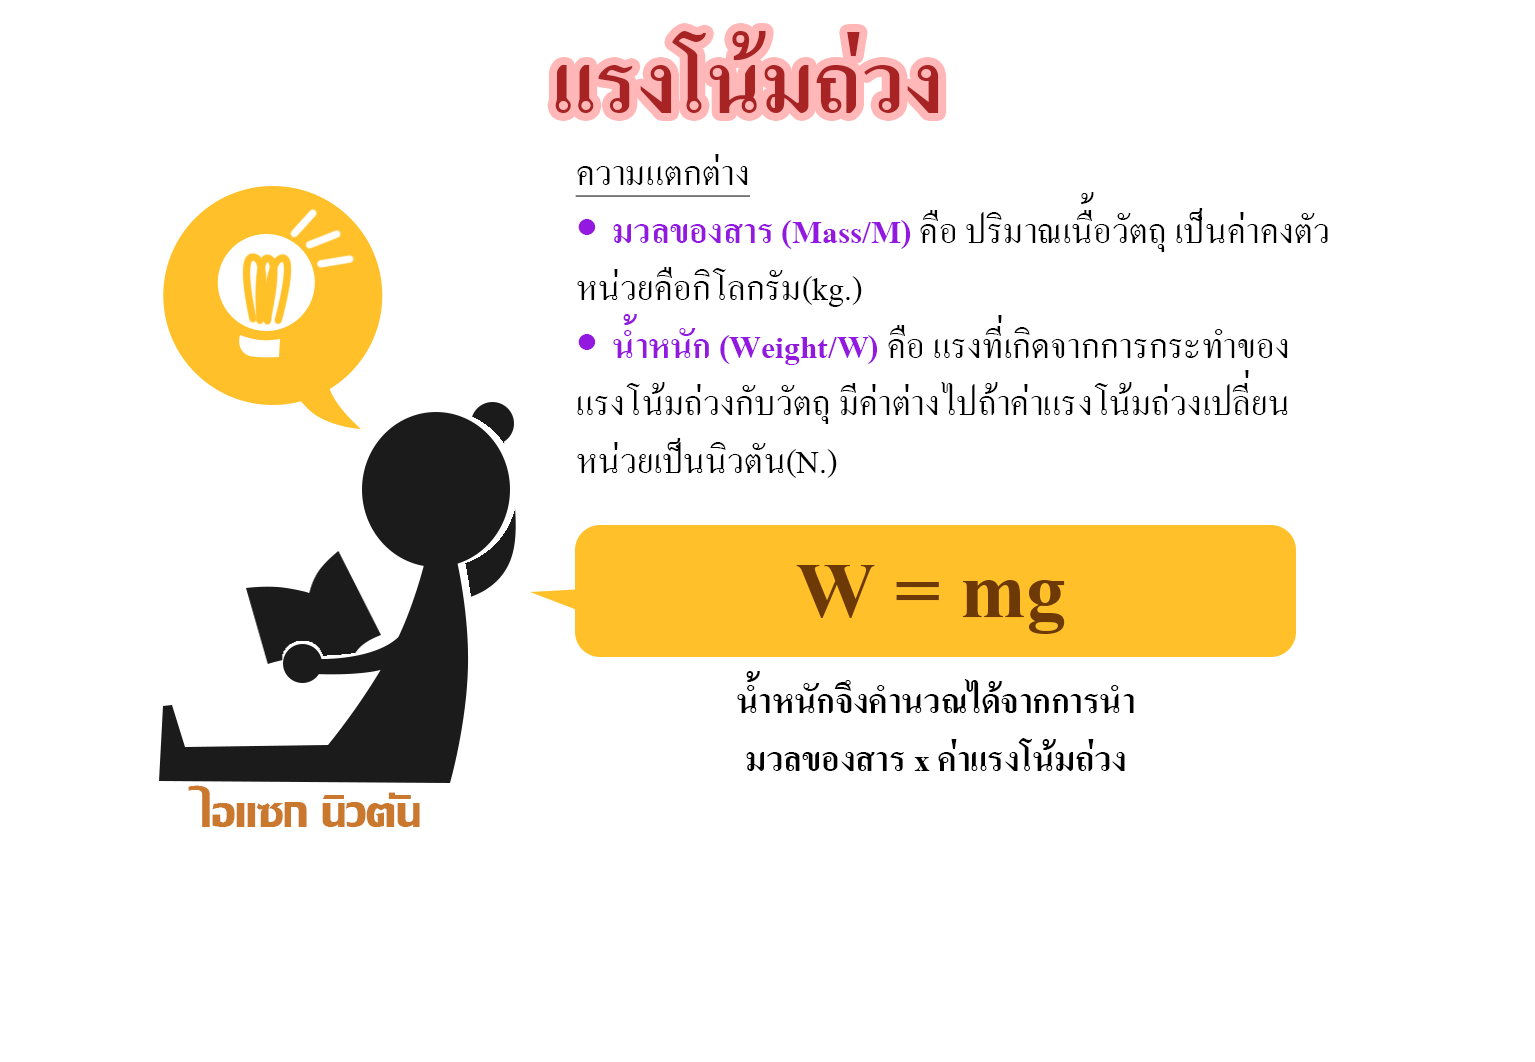 แรงโน้มถ่วง
ความแตกต่าง
• มวลของสาร (Mass/M) คือ ปริมาณเนื้อวัตถุ เป็นค่าคงตัว
หน่วยคือกิโลกรัม(kg.)
• น้ำหนัก (Weight/W) คือ แรงที่เกิดจากการกระทำของ
แรงโน้มถ่วงกับวัตถุ มีค่าต่างไปถ้าค่าแรงโน้มถ่วงเปลี่ยน
หน่วยเป็นนิวตัน(N.)
W = mg
น้ำหนักจึงคำนวณได้จากการนำ
มวลของสาร x ค่าแรงโน้มถ่วง
ไอแซก นิวตัน